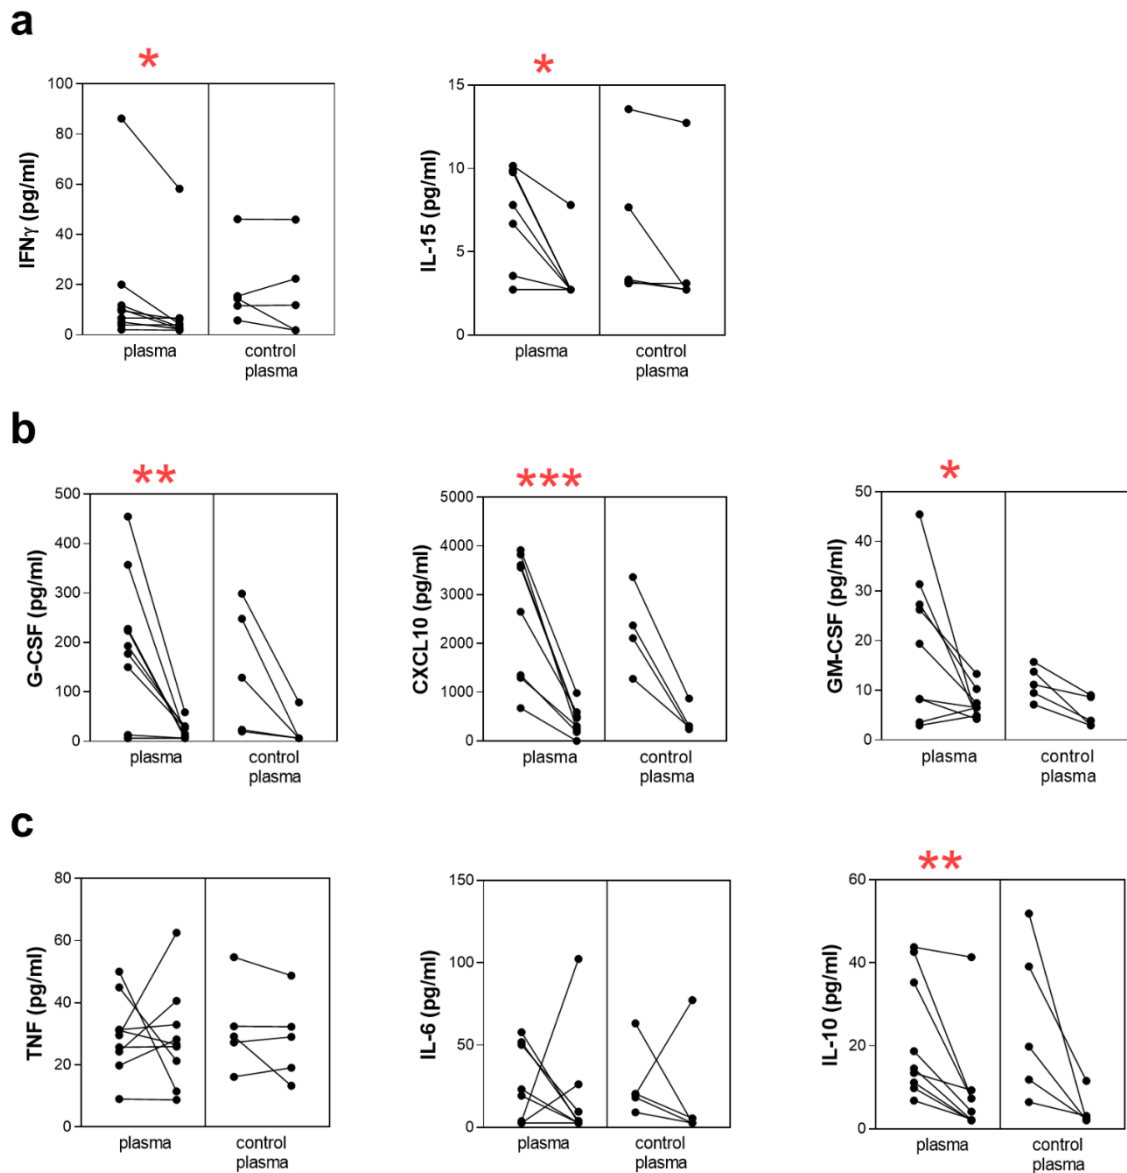 a
*
*
IFNγ (pg/ml)
100
80
60
40
20
0
plasma
control
plasma
IL-15 (pg/ml)
15
10
5
0
plasma
control
plasma
b
**
***
*
G-CSF (pg/ml)
500
400
300
200
100
0
plasma
control
plasma
CXCL10 (pg/ml)
5000
4000
3000
2000
1000
0
plasma
control
plasma
GM-CSF (pg/ml)
50
40
30
20
10
0
plasma
control
plasma
c
**
TNF (pg/ml)
80
60
40
20
0
plasma
control
plasma
IL-6 (pg/ml)
150
100
50
0
plasma
control
plasma
IL-10 (pg/ml)
60
40
20
0
plasma
control
plasma